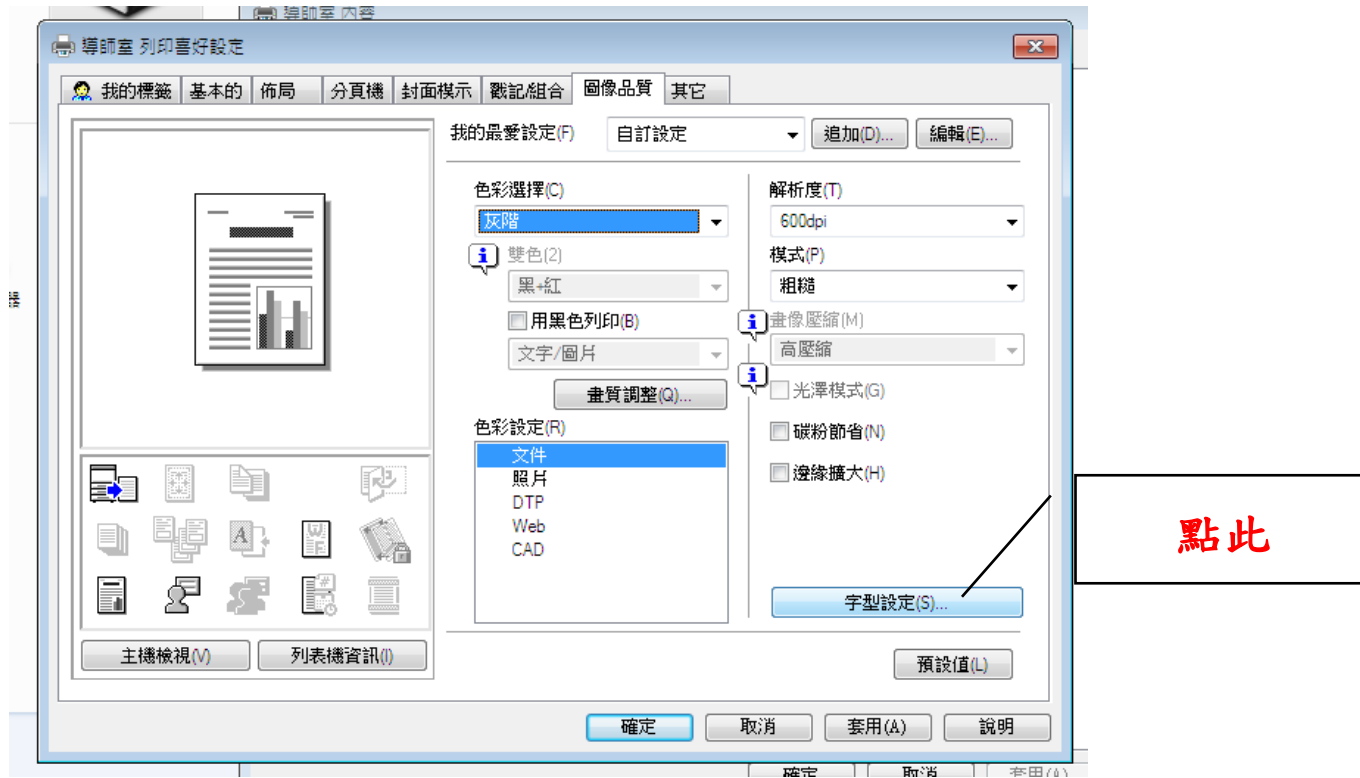 導師室 內容
導師室 列印喜好設定
我的標籤 基本的 佈局 分頁機 封面模示 戳記/組合 圖像品質 其它
我的最愛設定(F) 自訂設定 追加(D)... 編輯(E)...
色彩選擇(C)
灰階
雙色(2)
黑+紅
用黑色列印(B)
文字/圖片
畫質調整(Q)...
色彩設定(R)
文件
照片
DTP
Web
CAD
解析度(T)
600dpi
模式(P)
粗糙
畫像壓縮(M)
高壓縮
光澤模式(G)
碳粉節省(N)
邊緣擴大(H)
字型設定(S)...
點此
器
主機檢視(V) 列表機資訊(I)
預設值(L)
確定 取消 套用(A) 說明
確定 取消 套用(A)